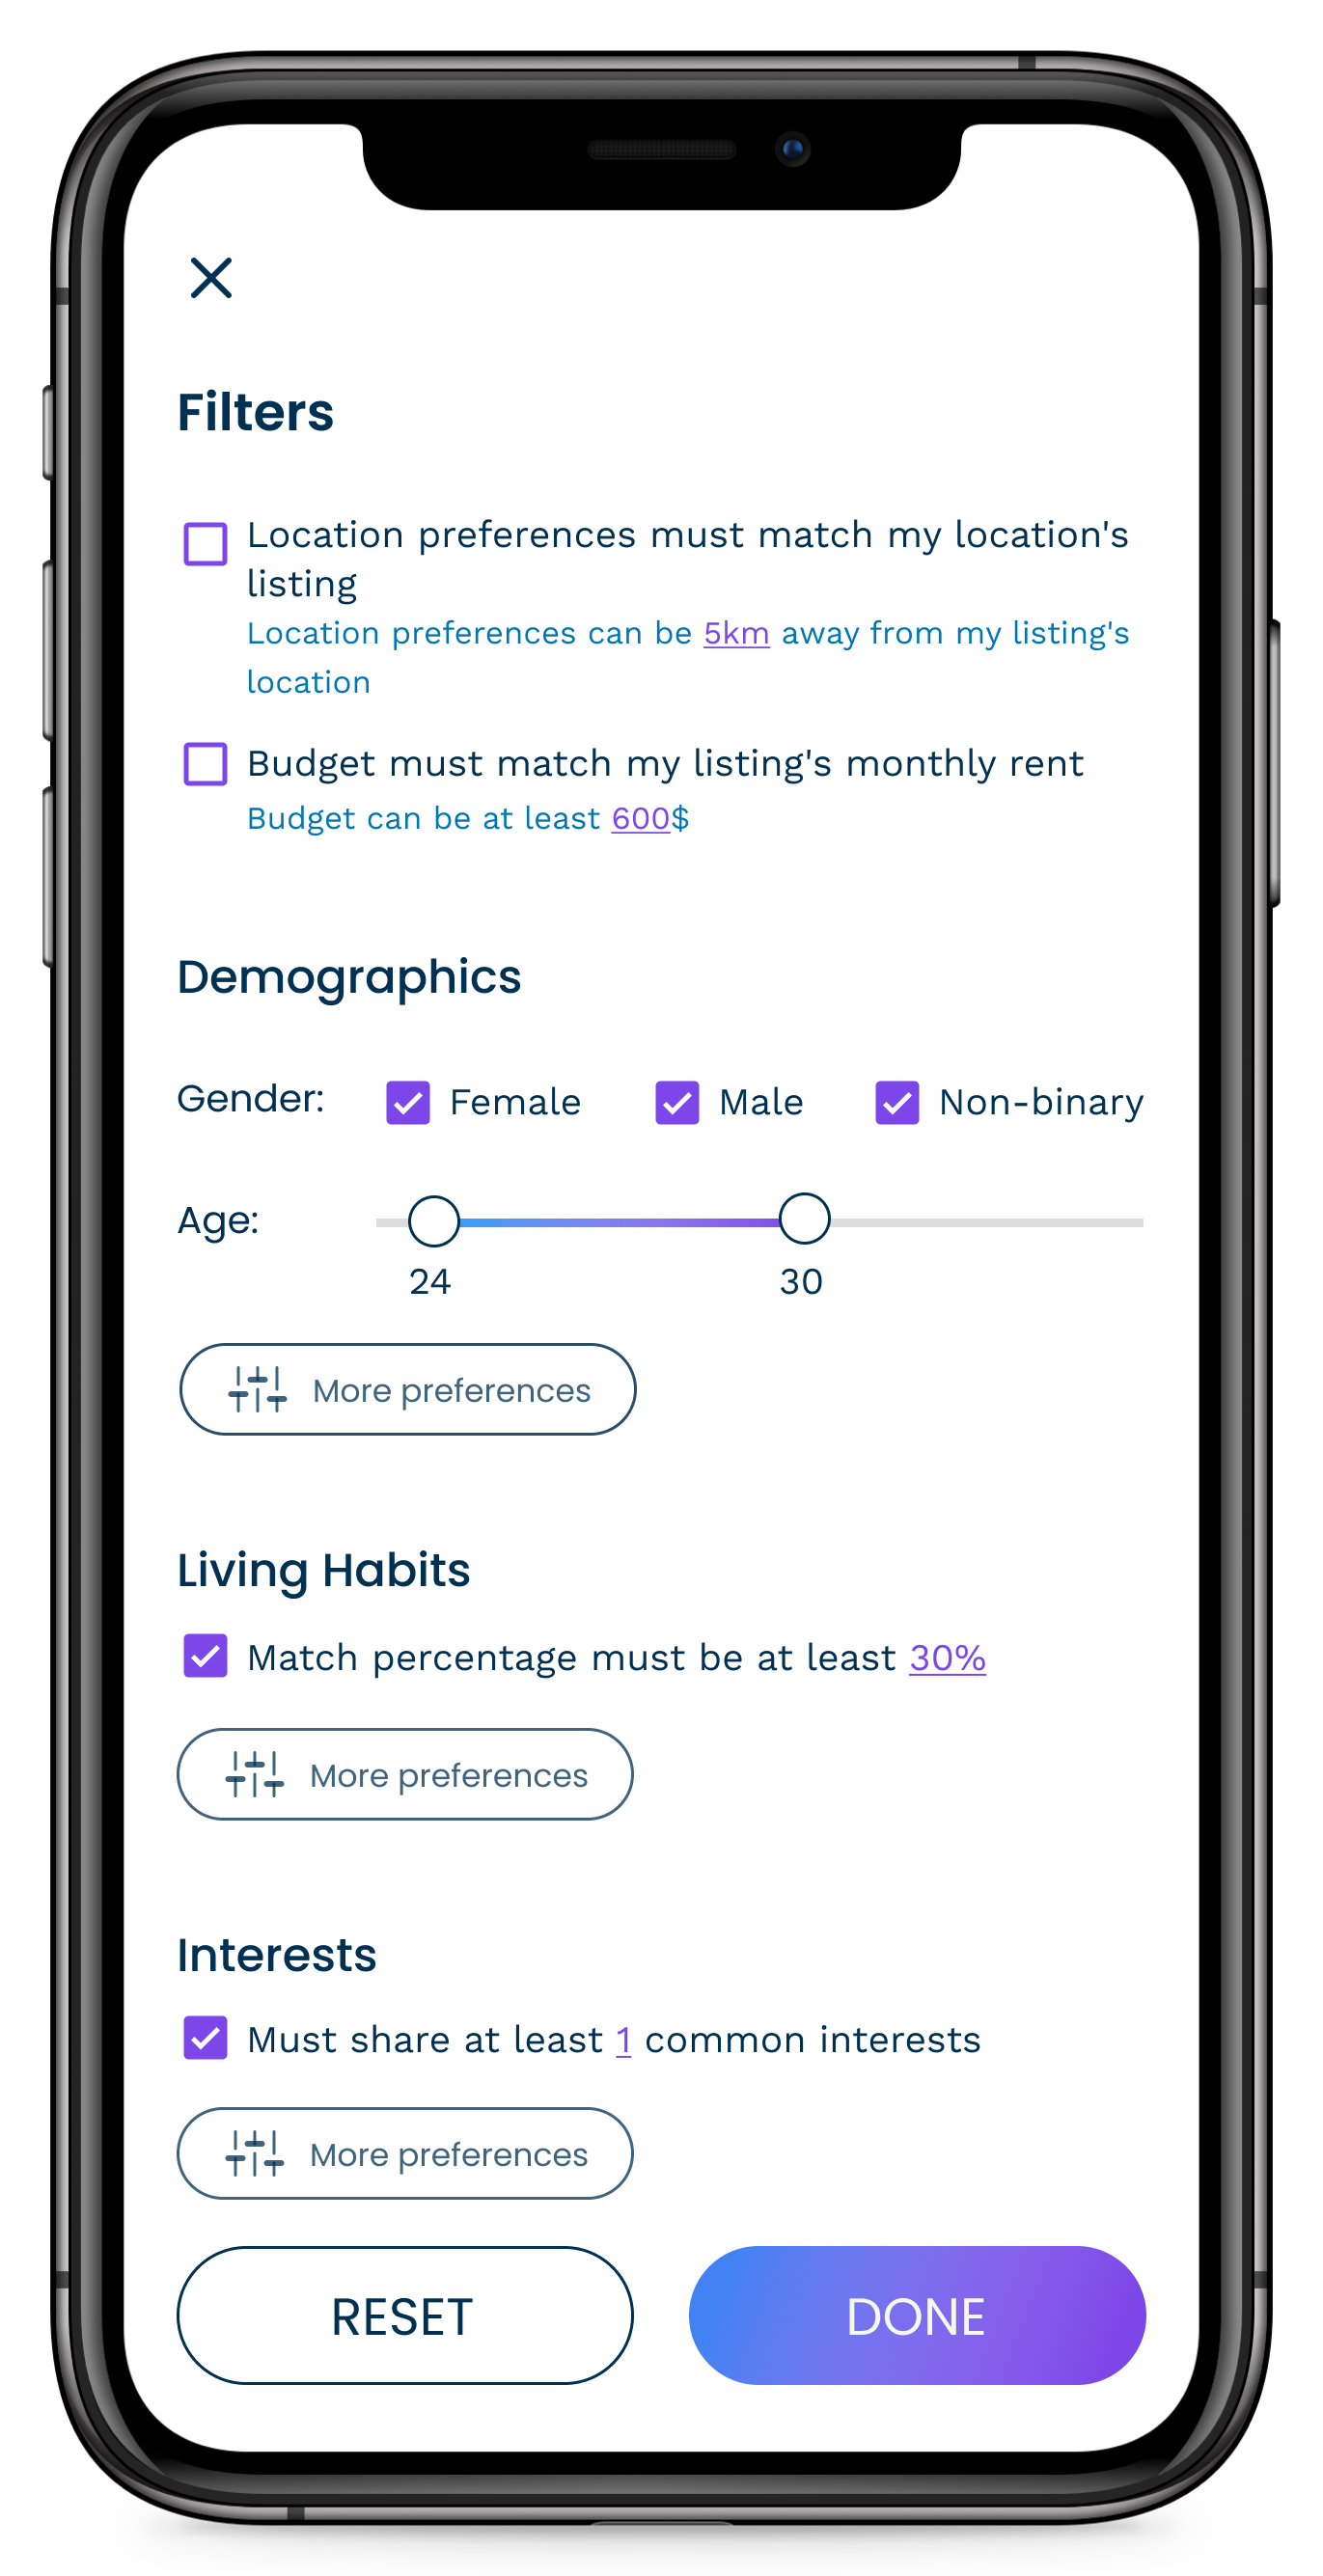 Filters
Location preferences must match my location's
listing
Location preferences can be 5km away from my listing's
location
Budget must match my listing's monthly rent
Budget can be at least 600$
Demographics
Gender: Female Male Non-binary
Age:
24 30
More preferences
Living Habits
Match percentage must be at least 30%
More preferences
Interests
Must share at least 1 common interests
More preferences
RESET DONE